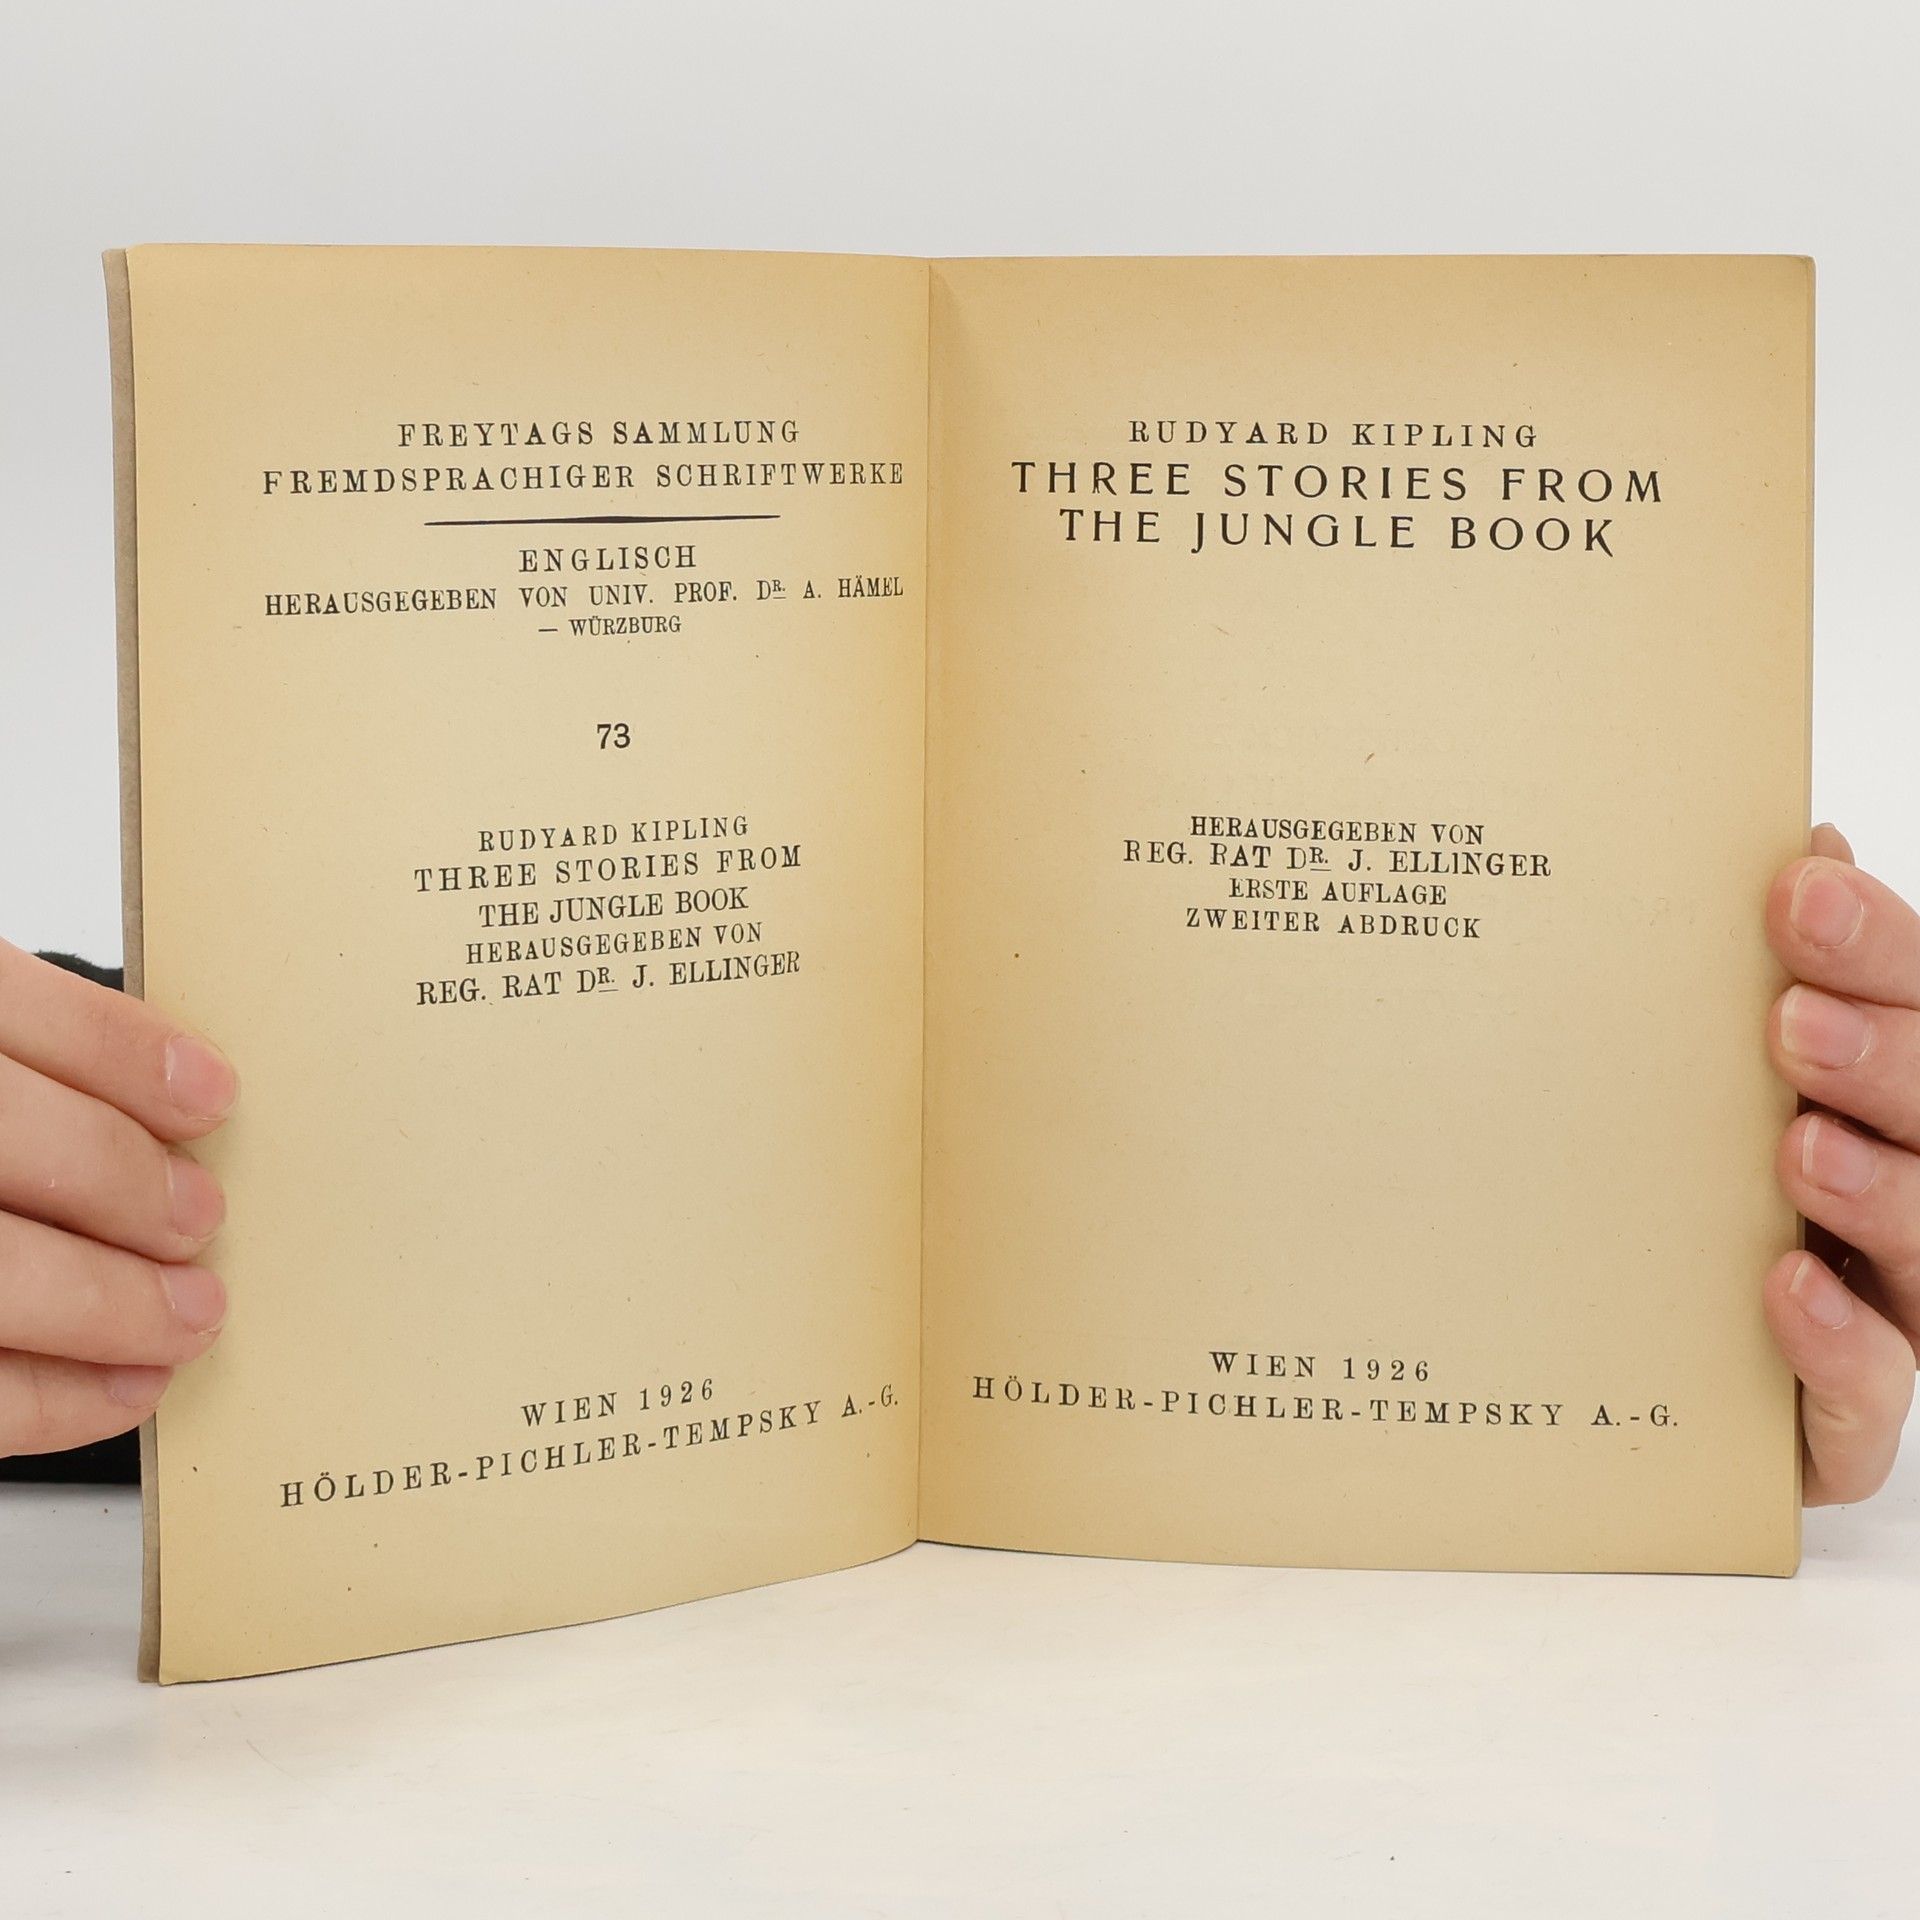 FREYTAGS SAMMLUNG
FREMDSPRACHIGER SCHRIFTWERKE
ENGLISCH
HERAUSGEGEBEN VON UNIV. PROF. DR. A. HÄMEL
— WÜRZBURG
73
RUDYARD KIPLING
THREE STORIES FROM
THE JUNGLE BOOK
HERAUSGEGEBEN VON
REG. RAT DR. J. ELLINGER
WIEN 1926
HÖLDER-PICHLER-TEMPSKY A.-G.
RUDYARD KIPLING
THREE STORIES FROM
THE JUNGLE BOOK
HERAUSGEGEBEN VON
REG. RAT DR. J. ELLINGER
ERSTE AUFLAGE
ZWEITER ABDRUCK
WIEN 1926
HÖLDER-PICHLER-TEMPSKY A.-G.